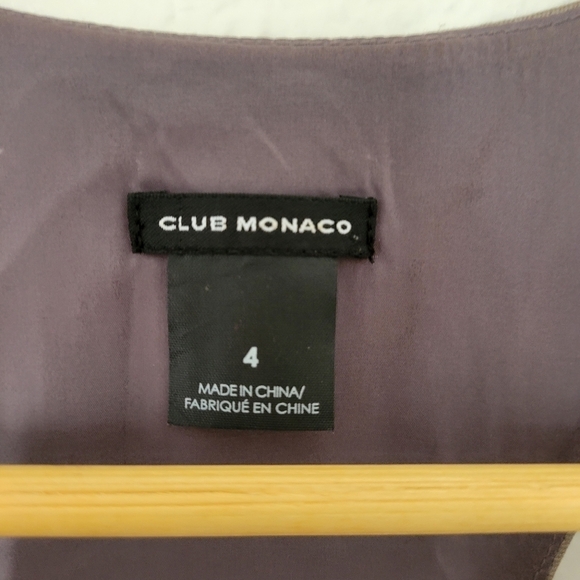 CLUB MONACO
4
MADE IN CHINA/
FABRIQUÉ EN CHINE